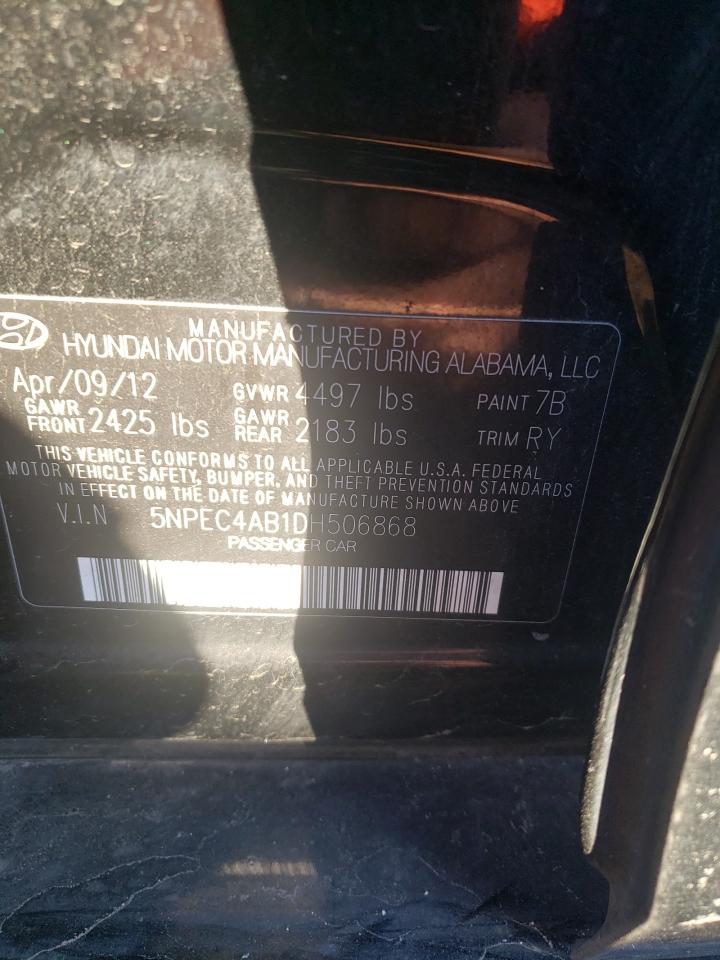 MANUFACTURED BY
HYUNDAI MOTOR MANUFACTURING ALABAMA, LLC
Apr/09/12 GVWR 4497 lbs PAINT 7B
GAWR FRONT 2425 lbs GAWR REAR 2183 lbs TRIM RY
THIS VEHICLE CONFORMS TO ALL APPLICABLE U.S.A. FEDERAL
MOTOR VEHICLE SAFETY, BUMPER, AND THEFT PREVENTION STANDARDS
IN EFFECT ON THE DATE OF MANUFACTURE SHOWN ABOVE
V.I.N 5NPEC4AB1DH506868
PASSENGER CAR